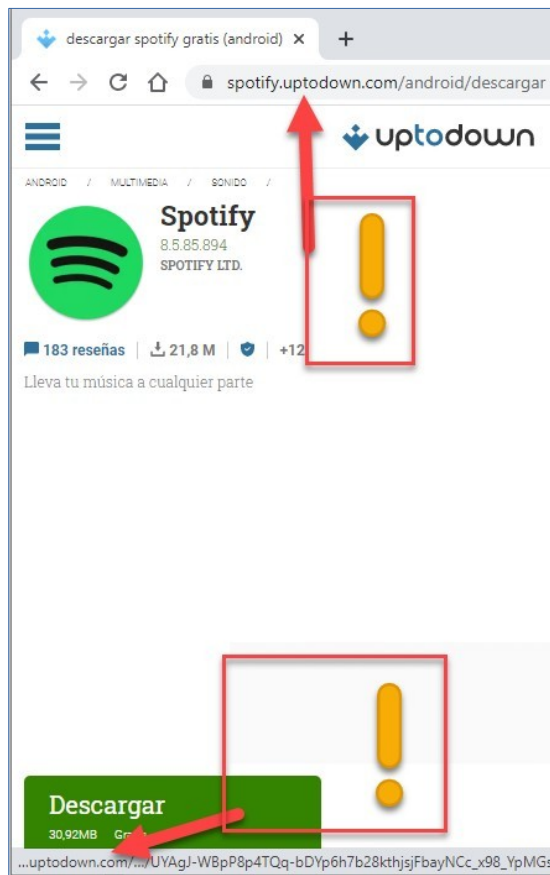 descargar spotify gratis (android)
spotify.uptodown.com/android/descargar
uptodown
ANDROID / MULTIMEDIA / SONIDO /
Spotify
8.5.85.894
SPOTIFY LTD.
183 reseñas 21,8 M +12
Lleva tu música a cualquier parte
Descargar
30,92MB
...uptodown.com/.../UYAgJ-WBpP8p4TQq-bDYp6h7b28kthjsjFbayNCc_x98_YpMGs